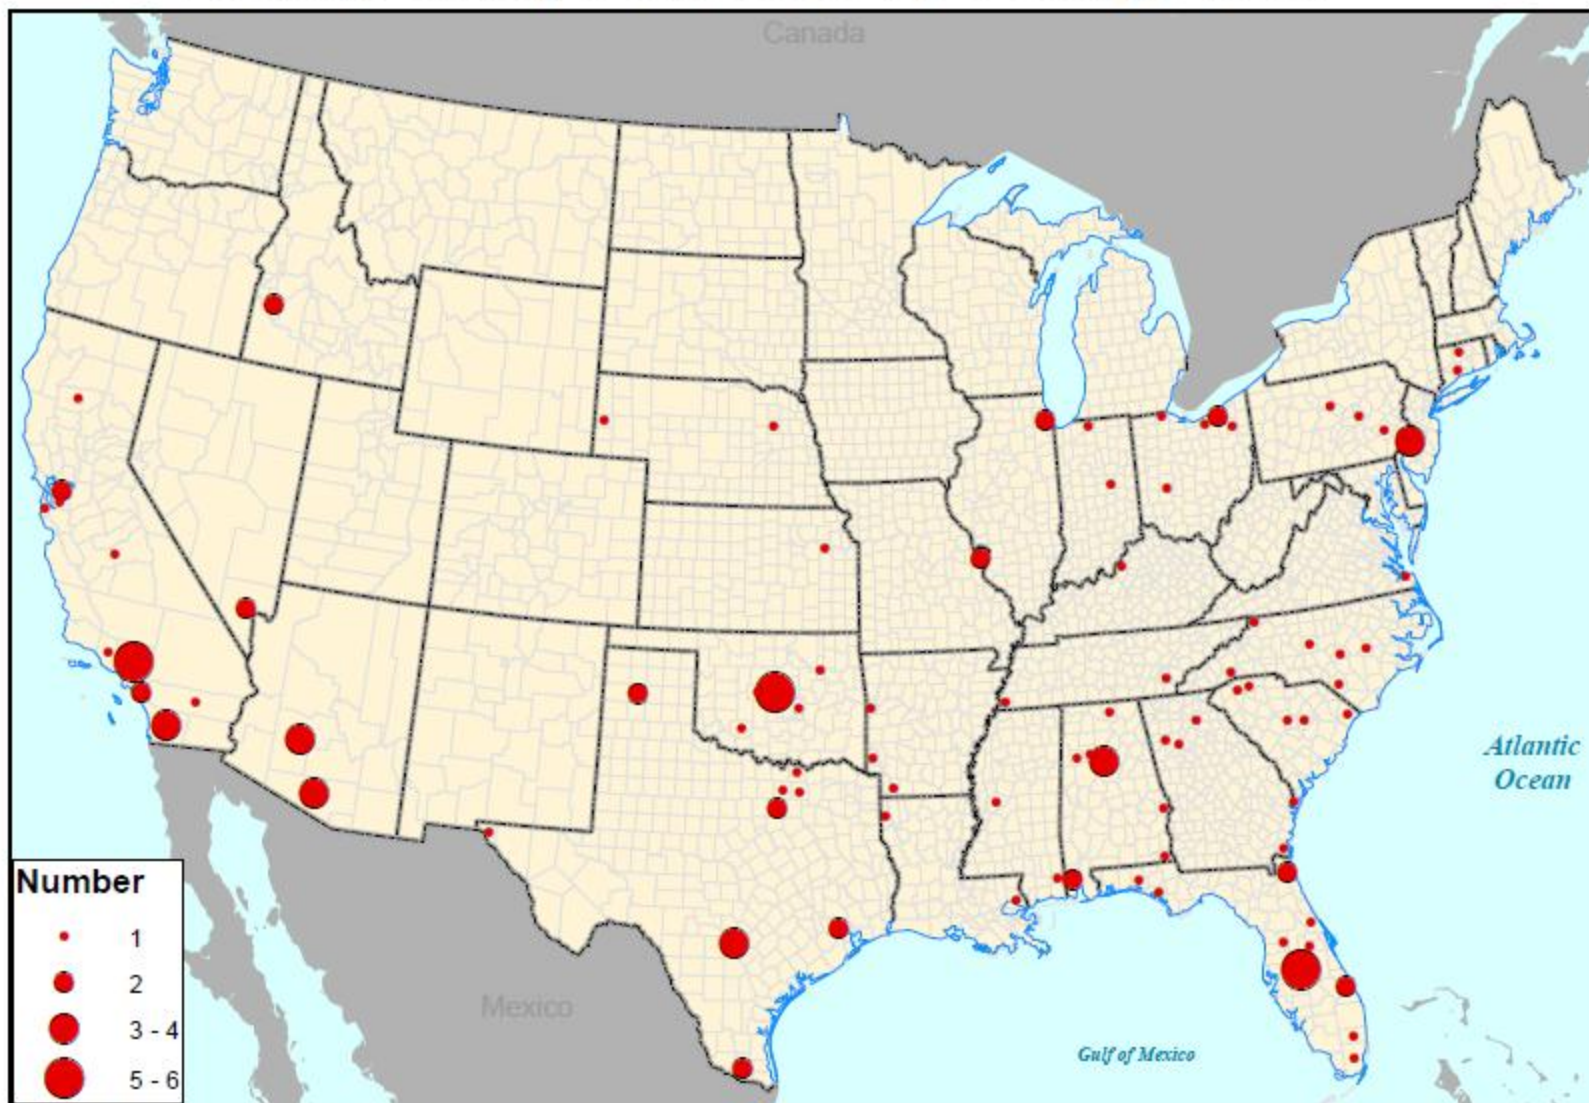 Canada
Atlantic
Ocean
Number
1
2
3 - 4
5 - 6
Mexico
Gulf of Mexico